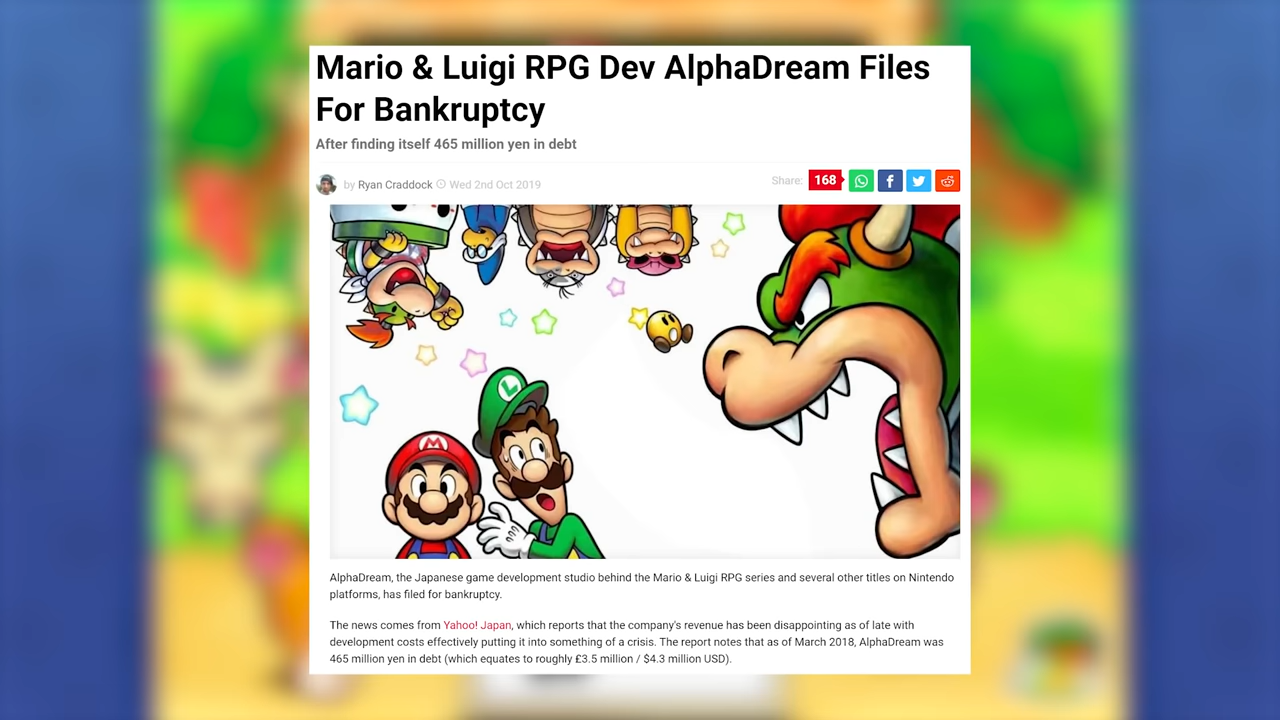 Mario & Luigi RPG Dev AlphaDream Files
For Bankruptcy
After finding itself 465 million yen in debt
by Ryan Craddock Wed 2nd Oct 2019
Share: 168
L
M
AlphaDream, the Japanese game development studio behind the Mario & Luigi RPG series and several other titles on Nintendo
platforms, has filed for bankruptcy.
The news comes from Yahoo! Japan, which reports that the company's revenue has been disappointing as of late with
development costs effectively putting it into something of a crisis. The report notes that as of March 2018, AlphaDream was
465 million yen in debt (which equates to roughly £3.5 million / $4.3 million USD).